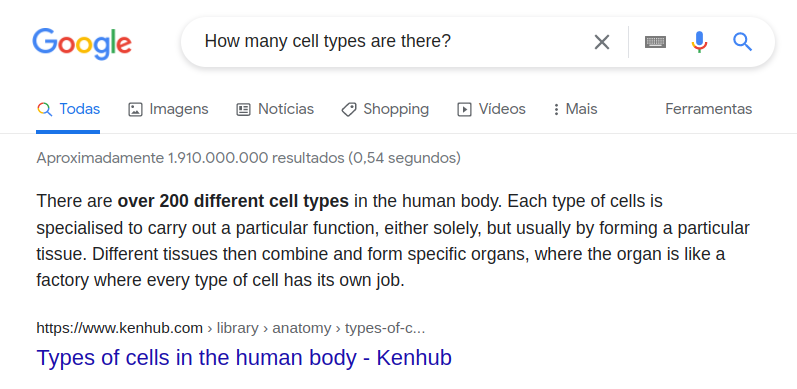 Google
How many cell types are there?
Todas Imagens Notícias Shopping Vídeos Mais Ferramentas
Aproximadamente 1.910.000.000 resultados (0,54 segundos)
There are over 200 different cell types in the human body. Each type of cells is
specialised to carry out a particular function, either solely, but usually by forming a particular
tissue. Different tissues then combine and form specific organs, where the organ is like a
factory where every type of cell has its own job.
https://www.kenhub.com › library › anatomy › types-of-c...
Types of cells in the human body - Kenhub